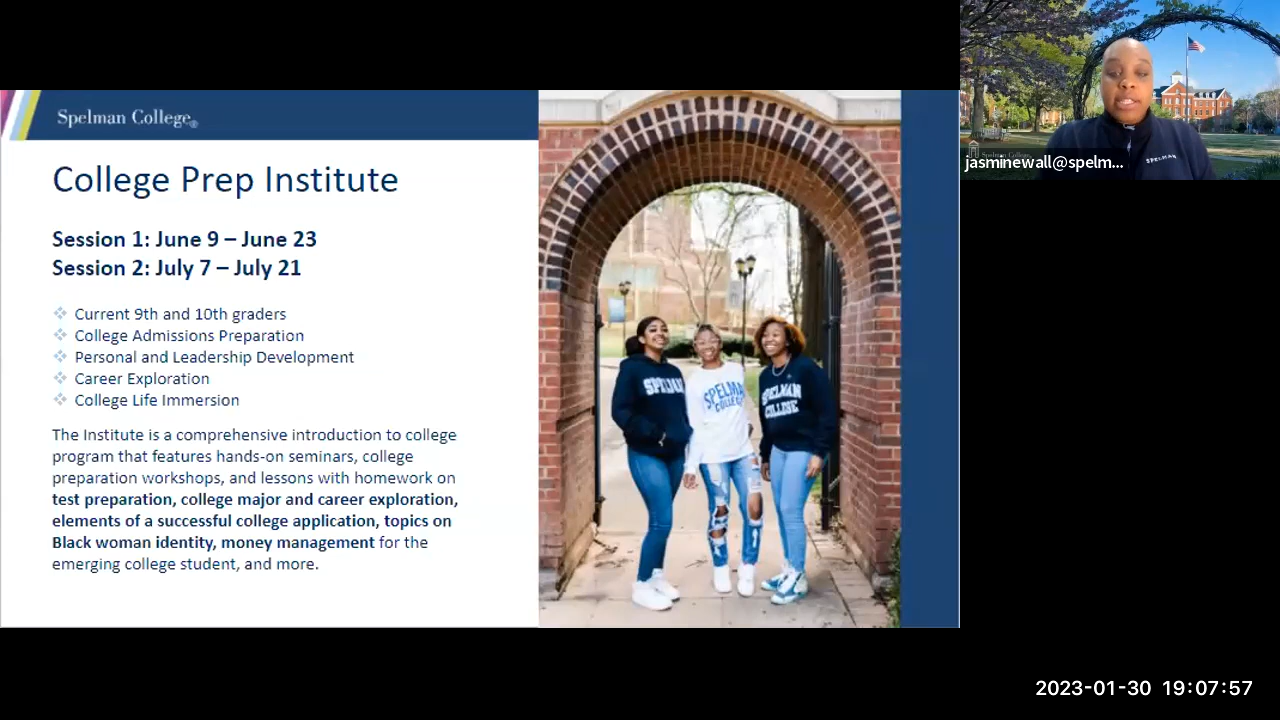 Spelman College®
College Prep Institute
Session 1: June 9 – June 23
Session 2: July 7 – July 21
Current 9th and 10th graders
College Admissions Preparation
Personal and Leadership Development
Career Exploration
College Life Immersion
The Institute is a comprehensive introduction to college
program that features hands-on seminars, college
preparation workshops, and lessons with homework on
test preparation, college major and career exploration,
elements of a successful college application, topics on
Black woman identity, money management for the
emerging college student, and more.
SPELMAN
COLLEGE
SPELMAN
COLLEGE
Spelman College
SPELMAN
jasminewall@spelm...
2023-01-30 19:07:57